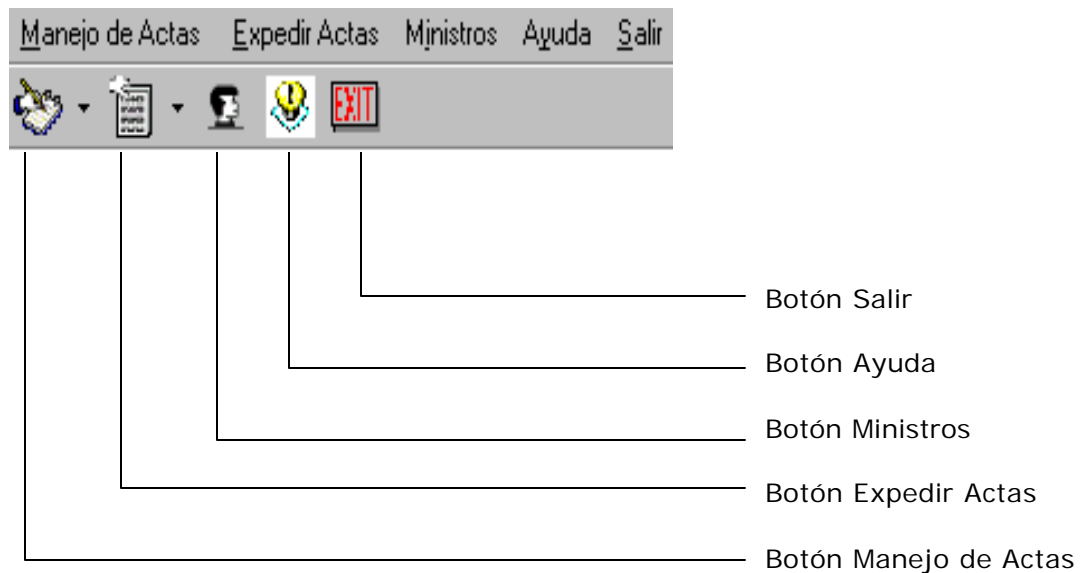 Manejo de Actas Expedir Actas Ministros Ayuda Salir
EXIT
Botón Salir
Botón Ayuda
Botón Ministros
Botón Expedir Actas
Botón Manejo de Actas